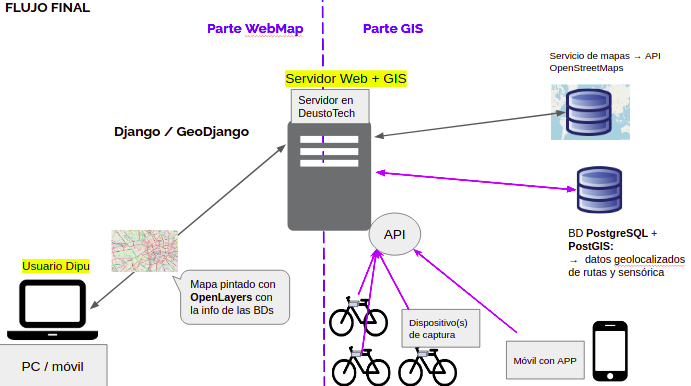 FLUJO FINAL
Parte WebMap
Parte GIS
Servidor Web + GIS
Servidor en
DeustoTech
Servicio de mapas → API
OpenStreetMaps
Django / GeoDjango
BD PostgreSQL +
PostGIS:
→ datos geolocalizados
de rutas y sensórica
API
Usuario Dipu
Mapa pintado con
OpenLayers con
la info de las BDs
PC / móvil
Dispositivo(s)
de captura
Móvil con APP